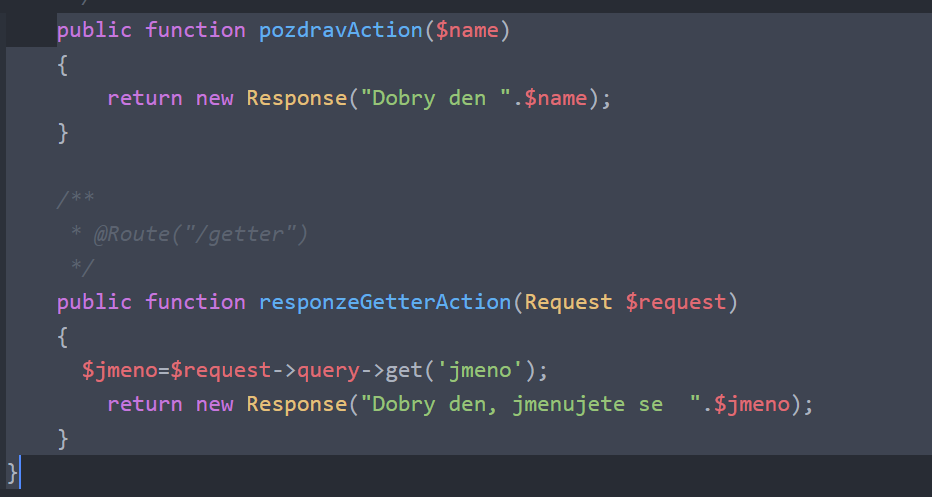 */
public function pozdravAction($name)
{
return new Response("Dobry den ".$name);
}
/**
* @Route("/getter")
*/
public function responzeGetterAction(Request $request)
{
$jmeno=$request->query->get('jmeno');
return new Response("Dobry den, jmenujete se  ".$jmeno);
}
}